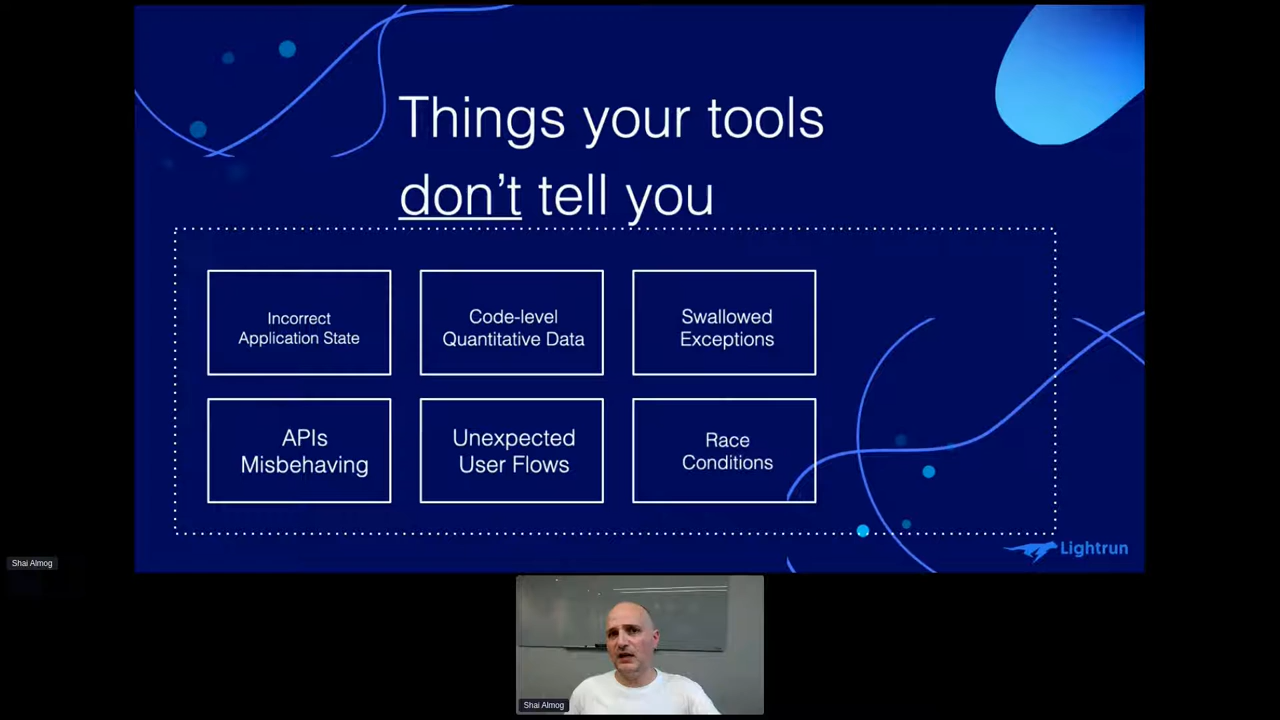 Things your tools
don't tell you
Incorrect
Application State
Code-level
Quantitative Data
Swallowed
Exceptions
APIs
Misbehaving
Unexpected
User Flows
Race
Conditions
Lightrun
Shai Almog
Shai Almog